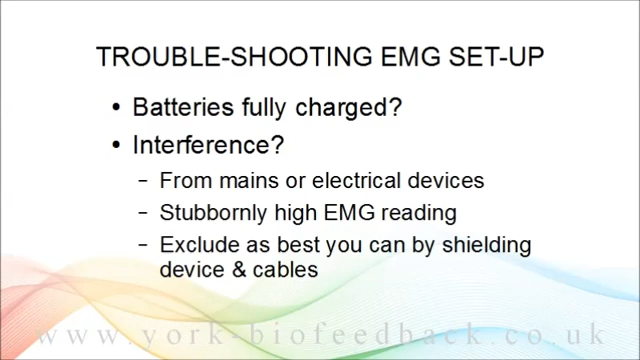 TROUBLE-SHOOTING EMG SET-UP
• Batteries fully charged?
• Interference?
– From mains or electrical devices
– Stubbornly high EMG reading
– Exclude as best you can by shielding
device & cables
www.york-biofeedback.co.uk